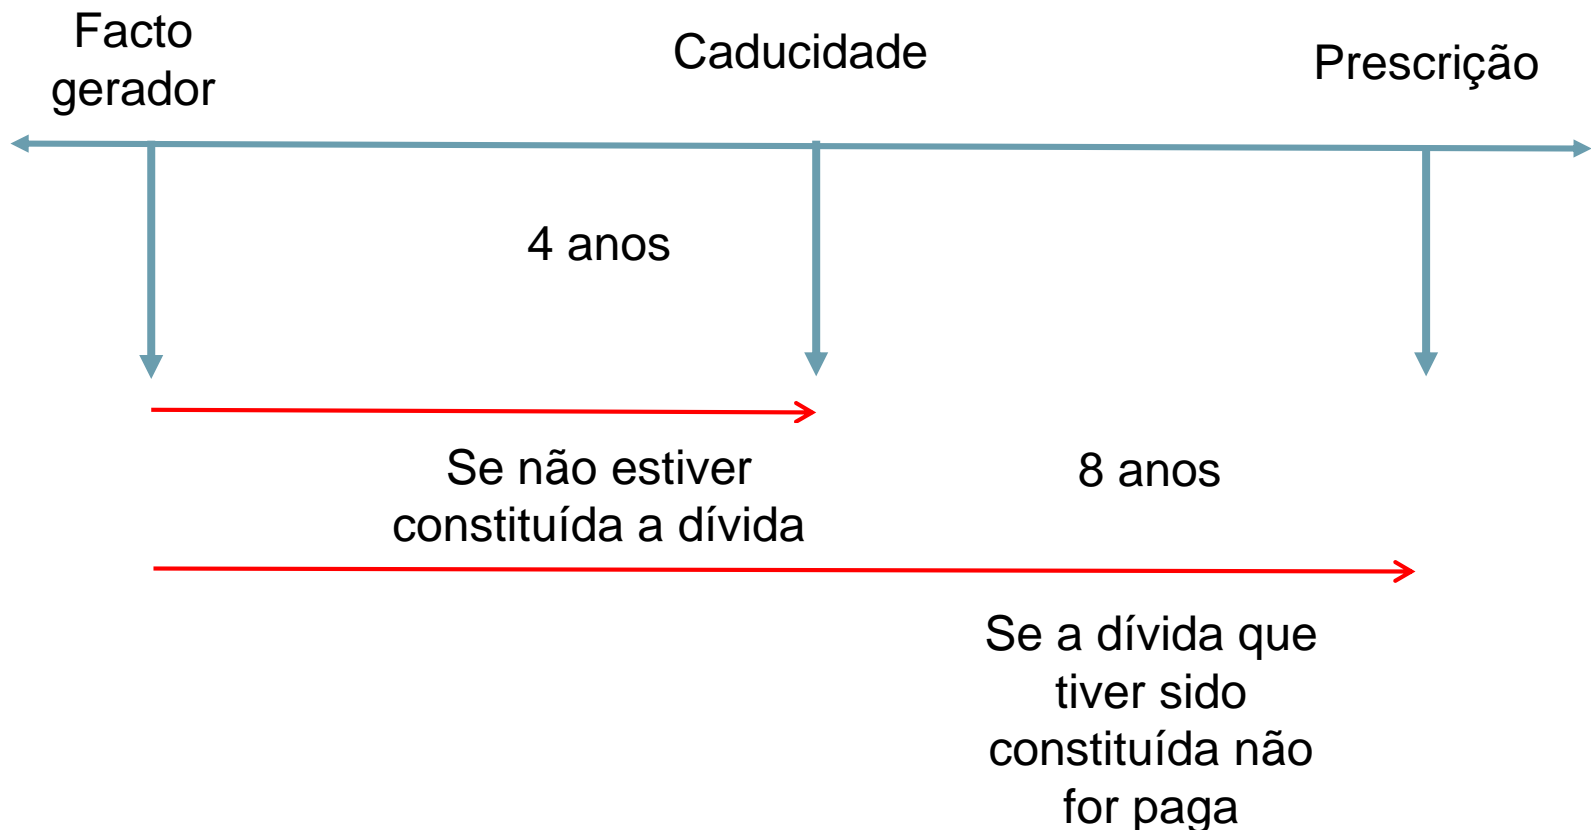 Facto
gerador
Caducidade
Prescrição
4 anos
Se não estiver
constituída a dívida
8 anos
Se a dívida que
tiver sido
constituída não
for paga